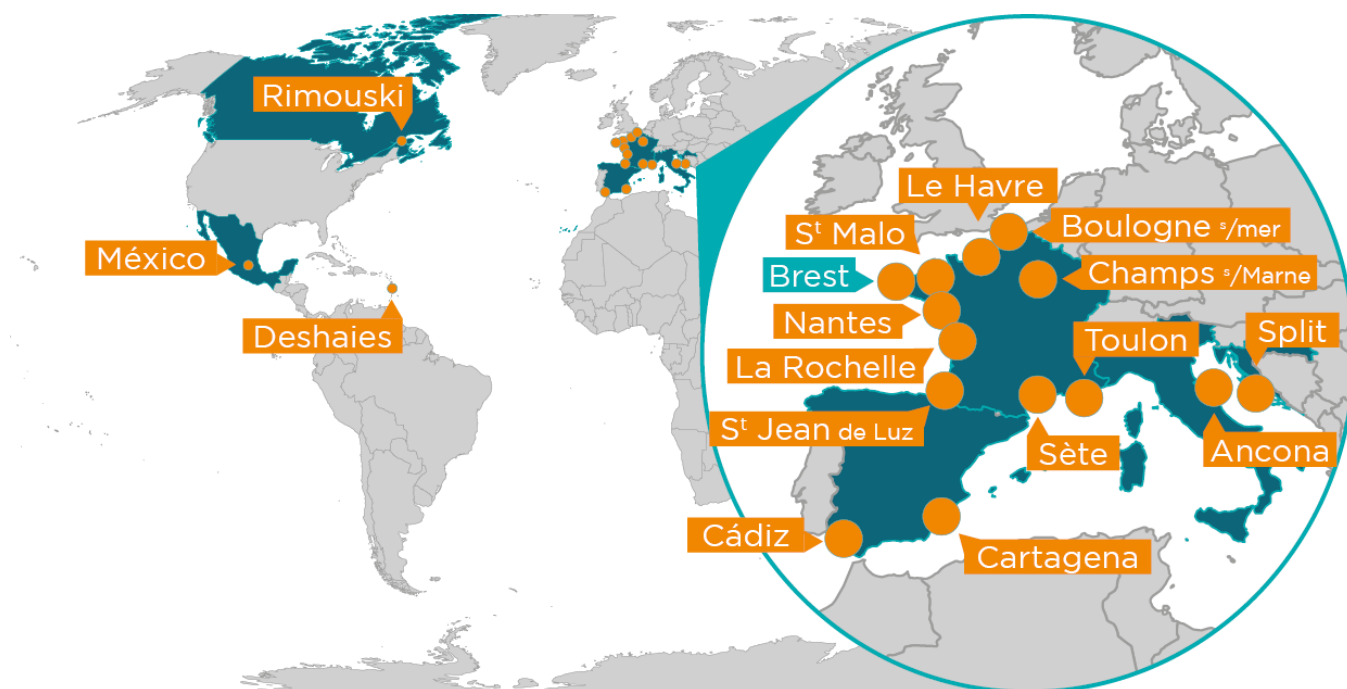 Rimouski
México
Deshaies
Le Havre
Sᵗ Malo
Boulogne ˢ/mer
Brest
Champs ˢ/Marne
Nantes
Toulon
Split
La Rochelle
Sᵗ Jean de Luz
Sète
Ancona
Cádiz
Cartagena